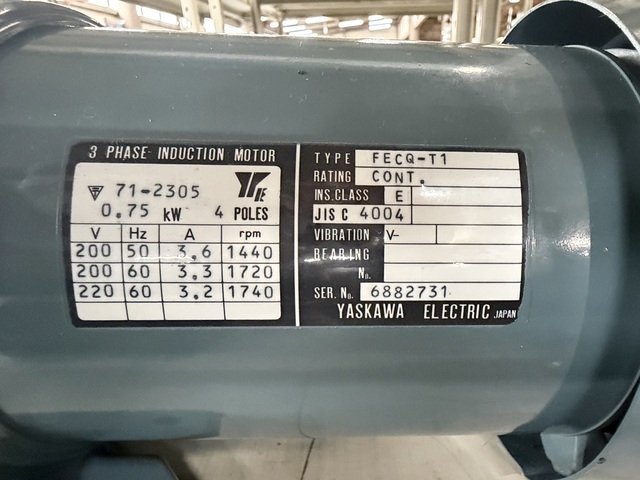 3 PHASE INDUCTION MOTOR
71-2305
0.75 kW 4 POLES
V Hz A rpm
200 50 3.6 1440
200 60 3.3 1720
220 60 3.2 1740
TYPE FECQ-T1
RATING CONT.
INS.CLASS E
JIS C 4004
VIBRATION V-
BEARING
No.
SER. No. 6882731
YASKAWA ELECTRIC JAPAN